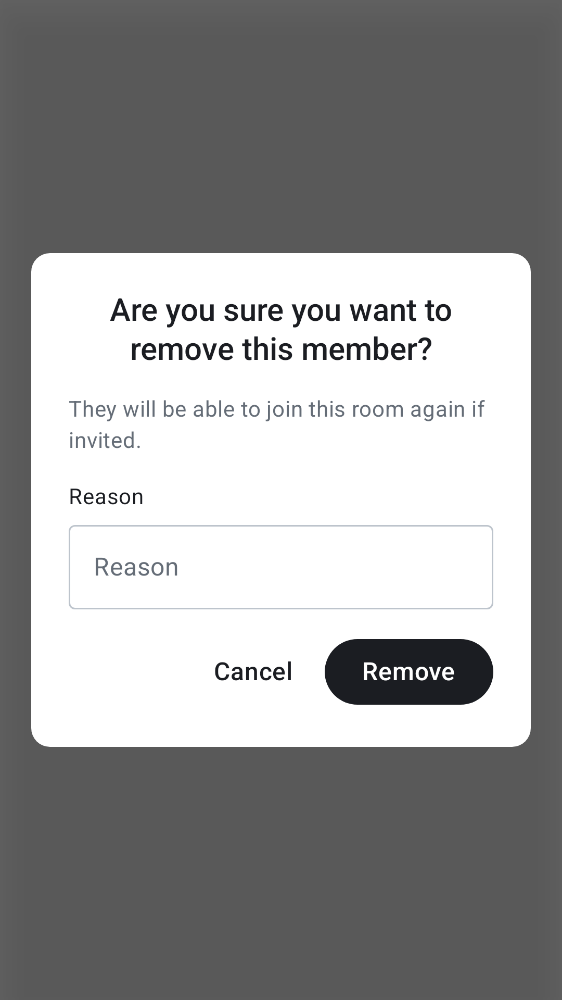 Are you sure you want to
remove this member?
They will be able to join this room again if
invited.
Reason
Reason
Cancel
Remove